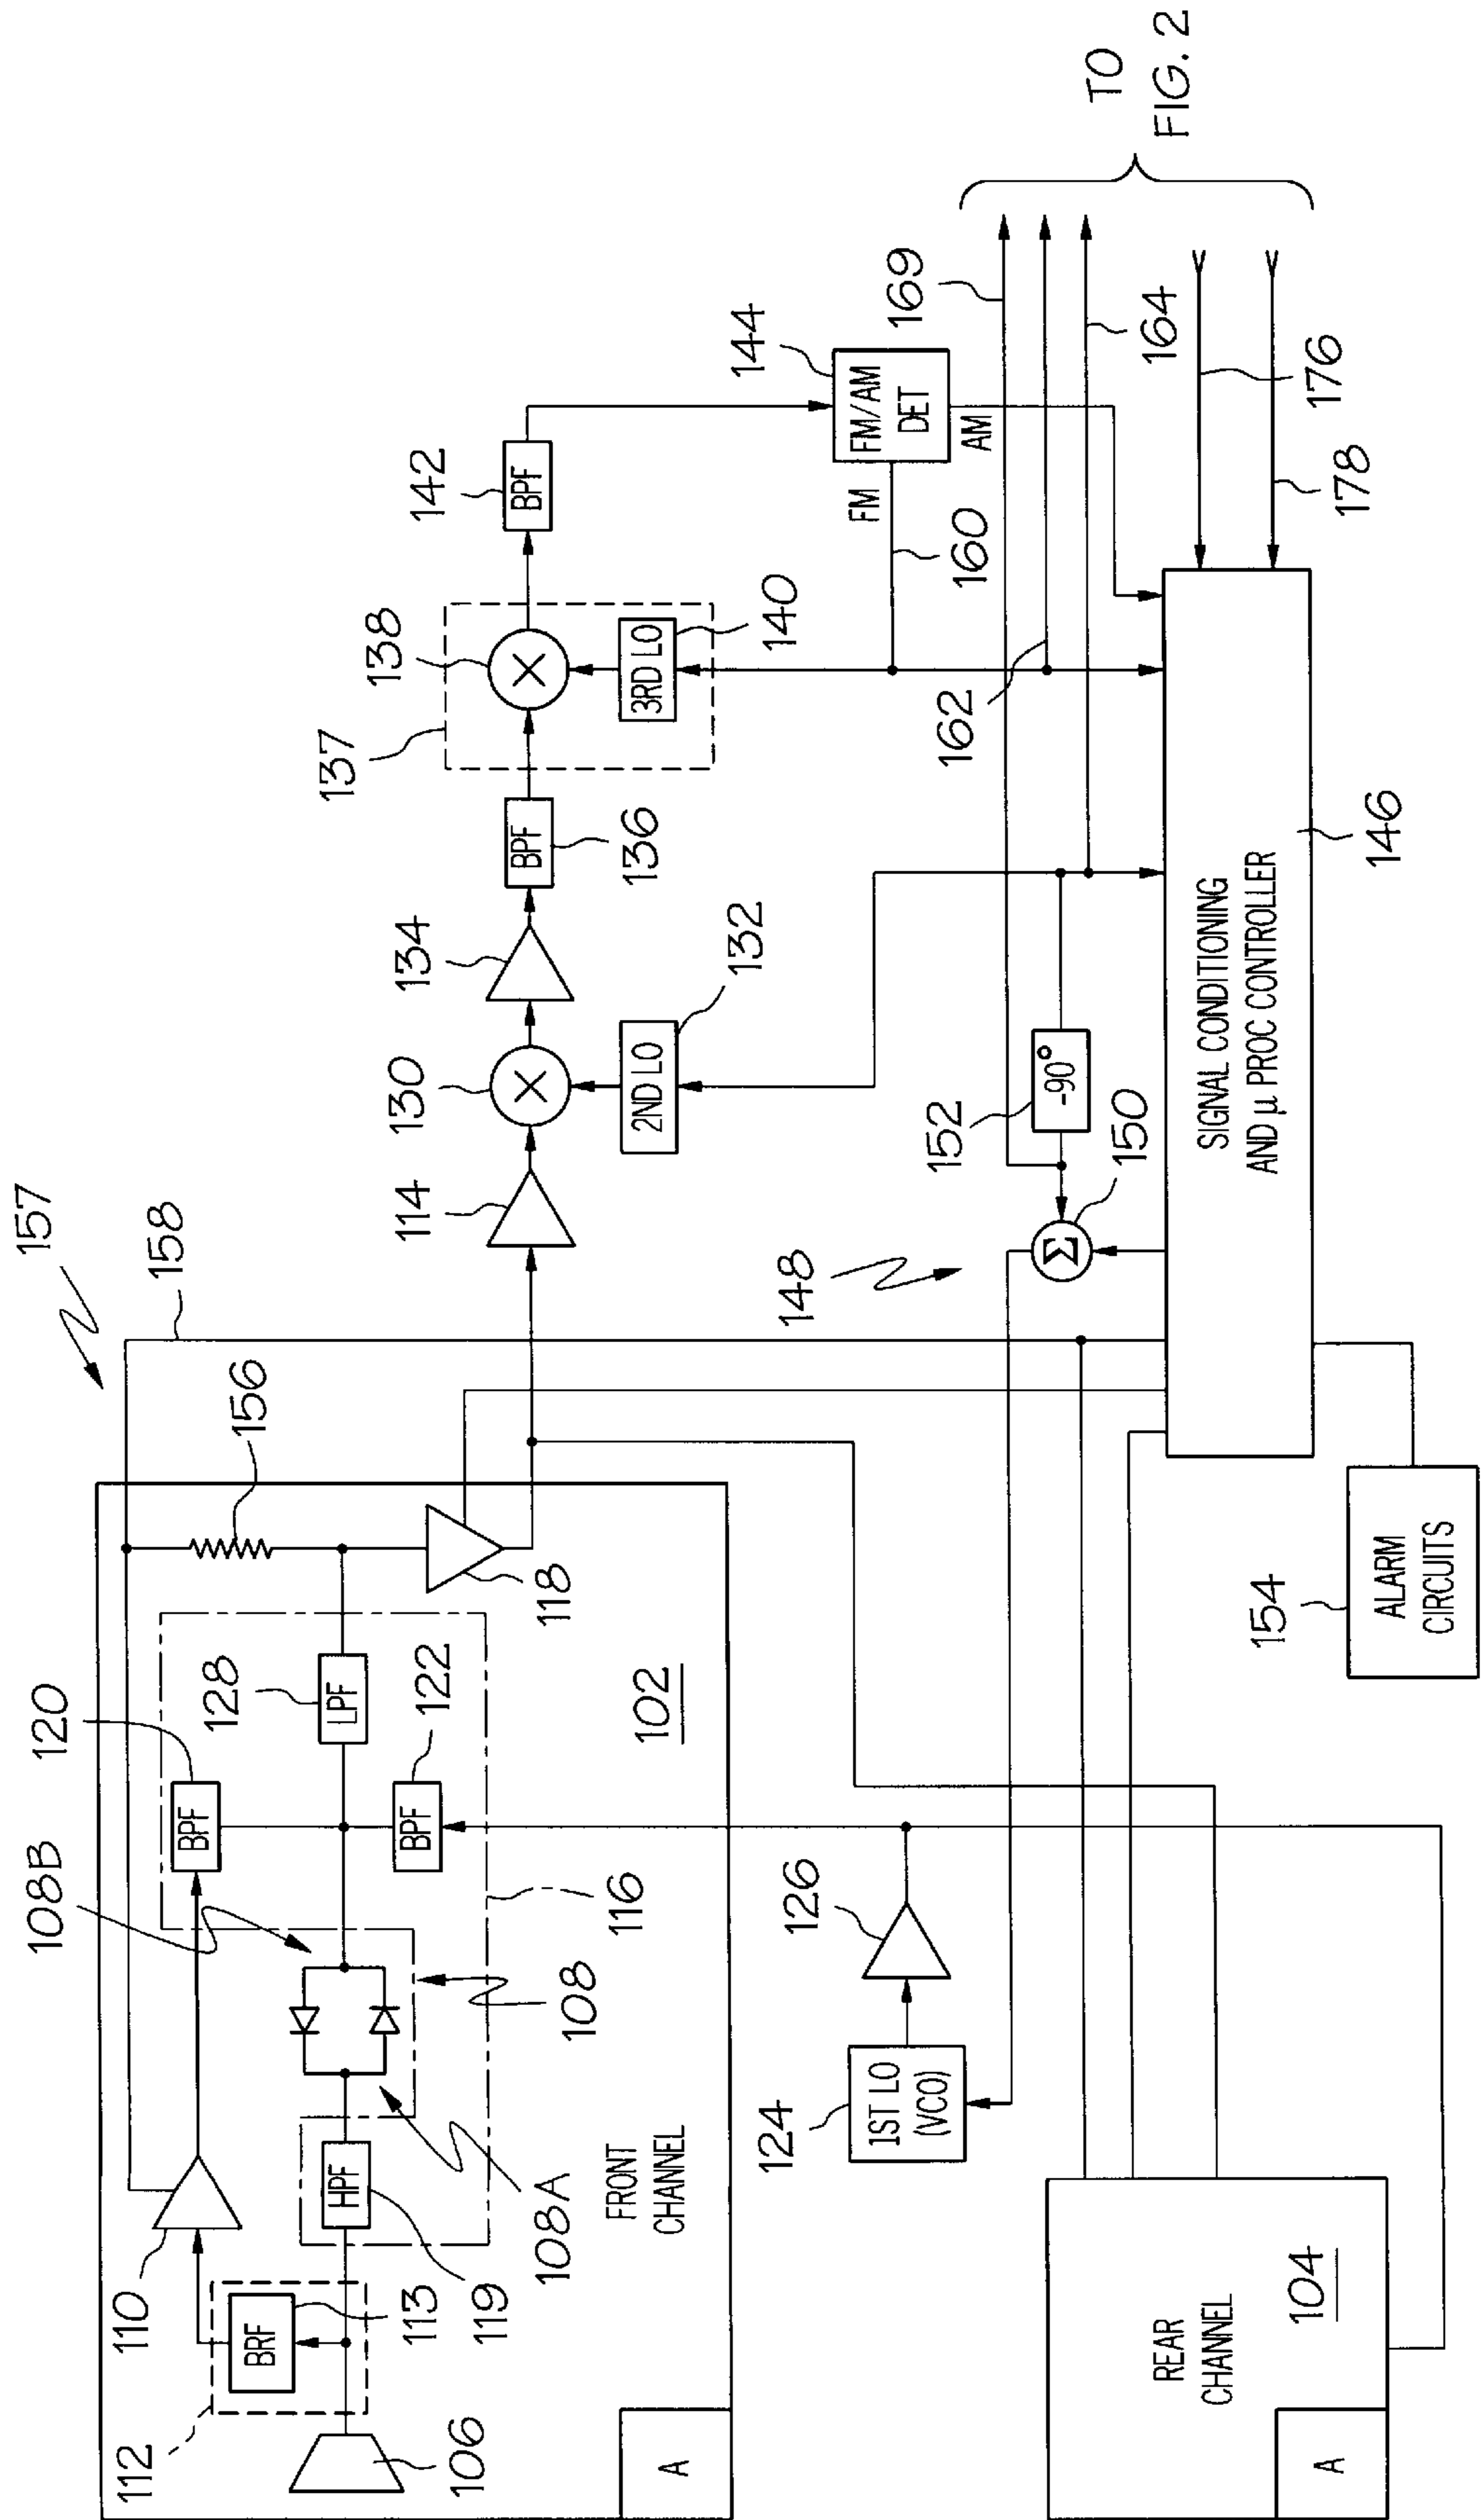 157
158
156
120
108B
110
112
BRF
113
BPF
128
LPF
122
BPF
HPF
119
108A
108
116
118
102
106
FRONT
CHANNEL
A
114
130
2ND LO
132
134
BPF
136
137
138
3RD LO
140
142
BPF
144
FM/AM
DET
FM
AM
160
162
169
164
TO
FIG. 2
176
178
148
152
-90°
150
Σ
124
1ST LO
(VCO)
126
SIGNAL CONDITIONING
AND μ PROC CONTROLLER
146
154
ALARM
CIRCUITS
REAR
CHANNEL
104
A